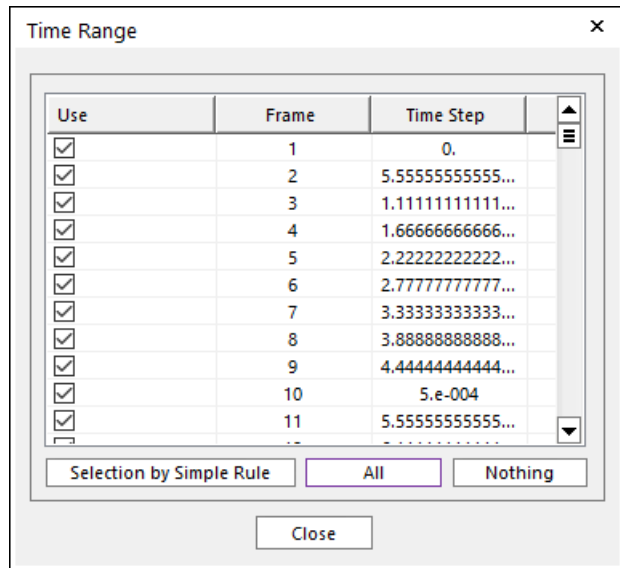 Time Range
Use Frame Time Step
1 0.
2 5.55555555555...
3 1.11111111111...
4 1.66666666666...
5 2.22222222222...
6 2.77777777777...
7 3.33333333333...
8 3.88888888888...
9 4.44444444444...
10 5.e-004
11 5.55555555555...
Selection by Simple Rule All Nothing
Close